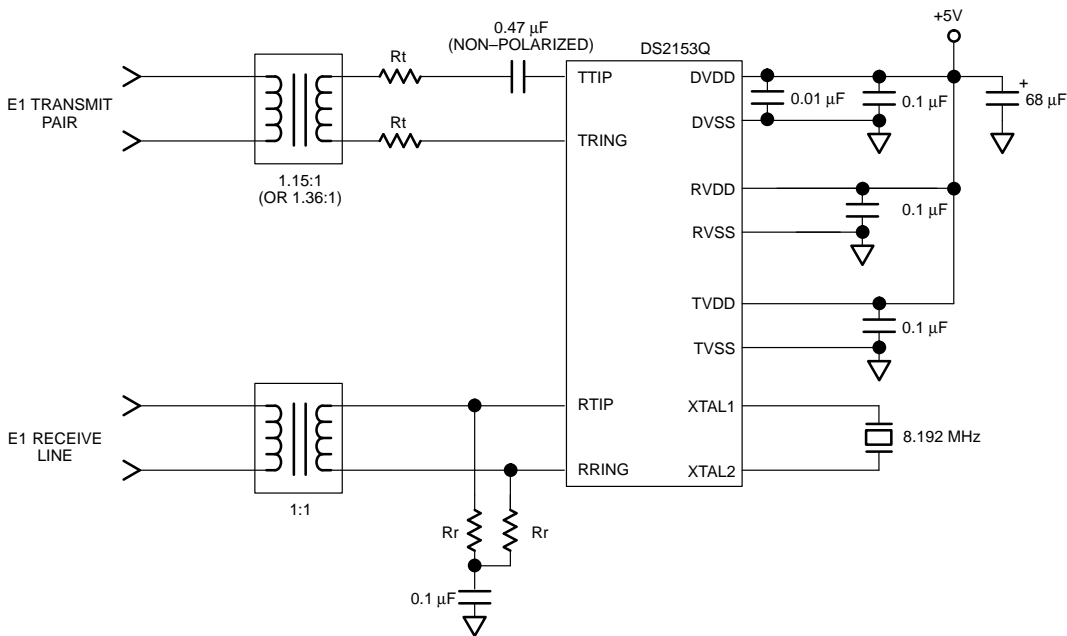 +5V
0.47 µF
(NON–POLARIZED)
DS2153Q
Rt
TTIP
DVDD
+
0.01 µF
0.1 µF
68 µF
E1 TRANSMIT
PAIR
DVSS
Rt
TRING
1.15:1
(OR 1.36:1)
RVDD
0.1 µF
RVSS
TVDD
0.1 µF
TVSS
RTIP
XTAL1
E1 RECEIVE
LINE
8.192 MHz
RRING
XTAL2
1:1
Rr
Rr
0.1 µF